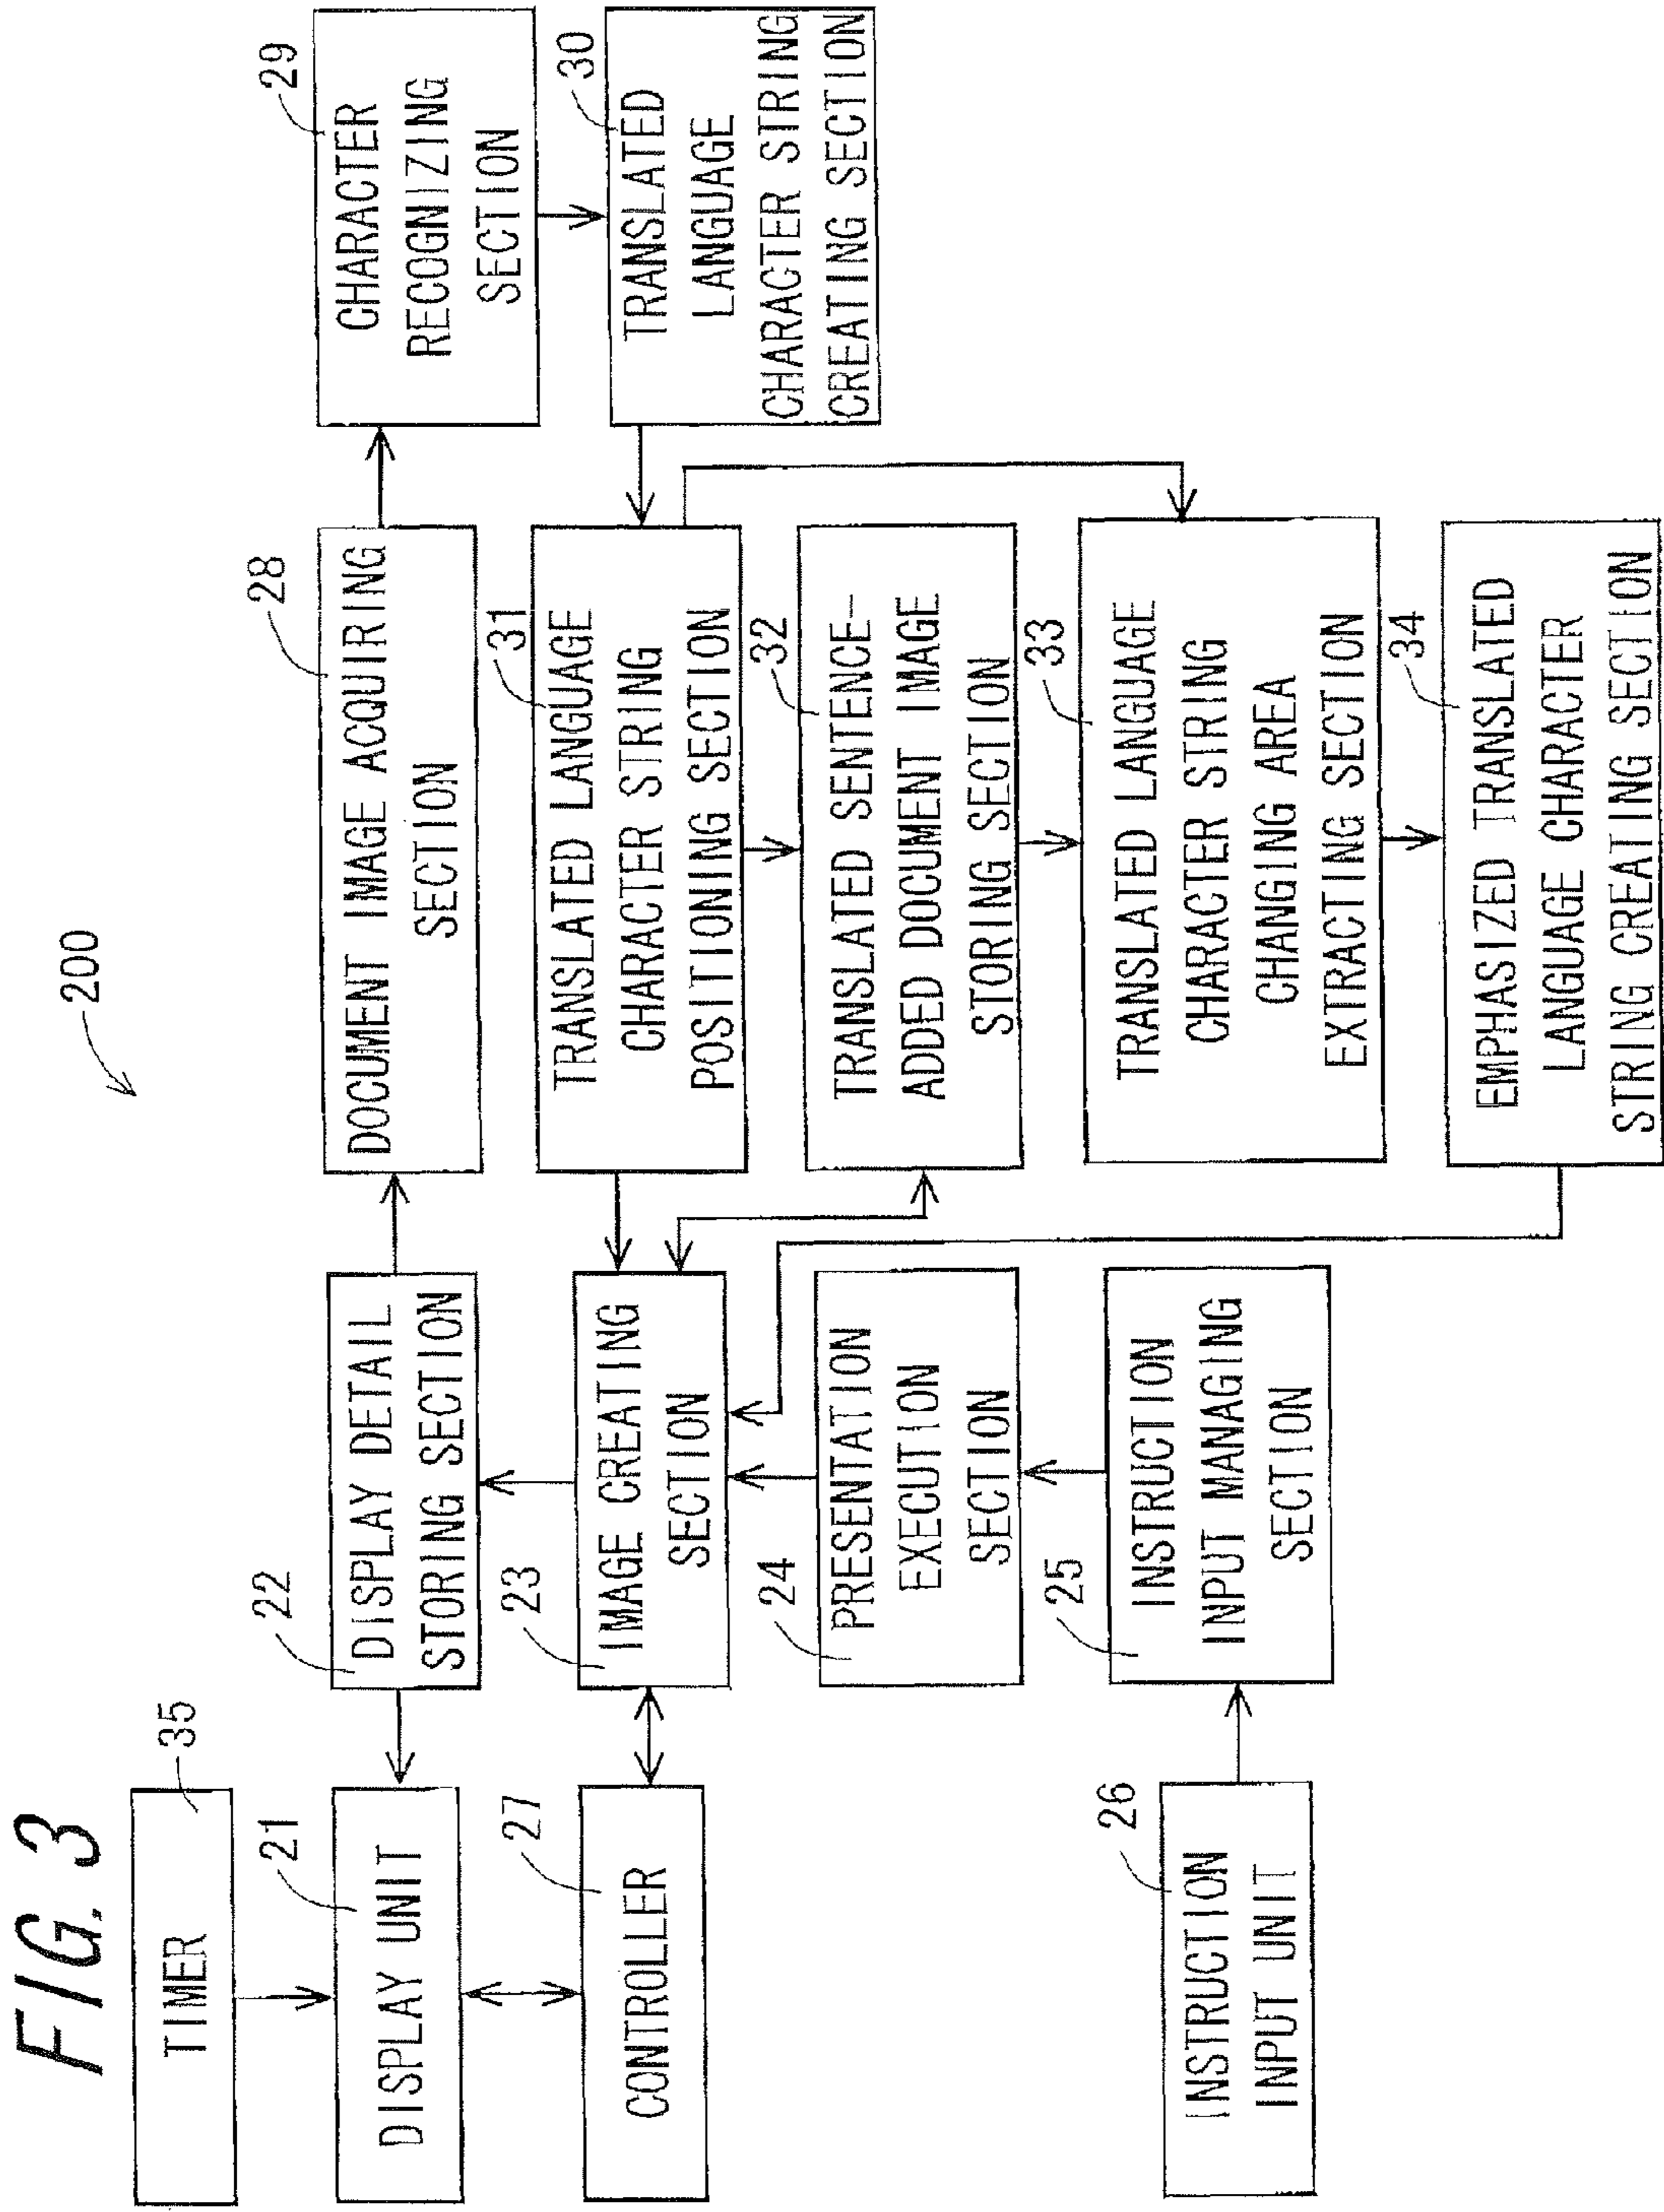 FIG. 3
200
TIMER
35
21
DISPLAY UNIT
22
DISPLAY DETAIL
STORING SECTION
28
DOCUMENT IMAGE ACQUIRING
SECTION
29
CHARACTER
RECOGNIZING
SECTION
27
CONTROLLER
23
IMAGE CREATING
SECTION
31
TRANSLATED LANGUAGE
CHARACTER STRING
POSITIONING SECTION
30
TRANSLATED
LANGUAGE
CHARACTER STRING
CREATING SECTION
24
PRESENTATION
EXECUTION
SECTION
32
TRANSLATED SENTENCE-
ADDED DOCUMENT IMAGE
STORING SECTION
26
INSTRUCTION
INPUT UNIT
25
INSTRUCTION
INPUT MANAGING
SECTION
33
TRANSLATED LANGUAGE
CHARACTER STRING
CHANGING AREA
EXTRACTING SECTION
34
EMPHASIZED TRANSLATED
LANGUAGE CHARACTER
STRING CREATING SECTION